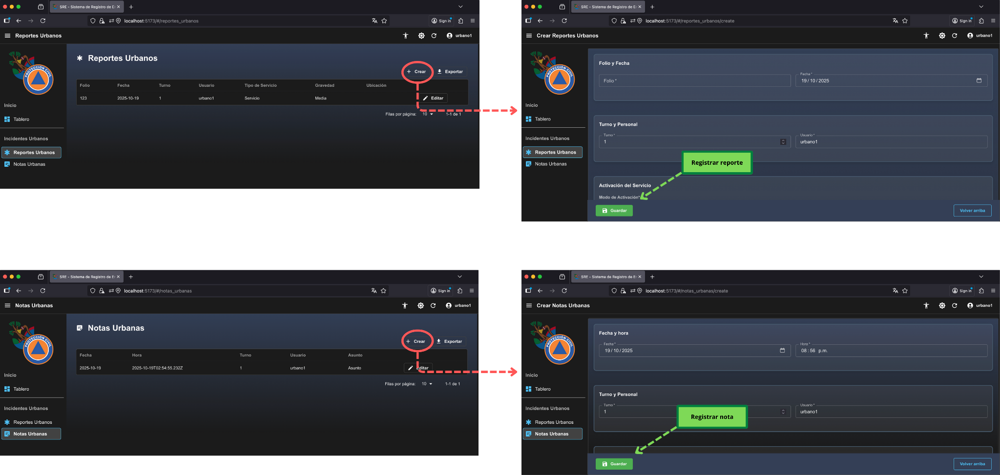 SRE - Sistema de Registro de Er
localhost:5173/#/reportes_urbanos
Sign in
Reportes Urbanos
urbano1
PROTECCIÓN CIVIL
Inicio
Tablero
Incidentes Urbanos
Reportes Urbanos
Notas Urbanas
Reportes Urbanos
Crear
Exportar
Folio Fecha Turno Usuario Tipo de Servicio Gravedad Ubicación
123 2025-10-19 1 urbano1 Servicio Media Editar
Filas por página: 10 1-1 de 1
SRE - Sistema de Registro de Er
localhost:5173/#/reportes_urbanos/create
Sign in
Crear Reportes Urbanos
urbano1
PROTECCIÓN CIVIL
Inicio
Tablero
Incidentes Urbanos
Reportes Urbanos
Notas Urbanas
Folio y Fecha
Folio *
Fecha *
19 / 10 / 2025
Turno y Personal
Turno *
1
Usuario *
urbano1
Registrar reporte
Activación del Servicio
Modo de Activación*
Guardar
Volver arriba
SRE - Sistema de Registro de Er
localhost:5173/#/notas_urbanas
Sign in
Notas Urbanas
urbano1
PROTECCIÓN CIVIL
Inicio
Tablero
Incidentes Urbanos
Reportes Urbanos
Notas Urbanas
Notas Urbanas
Crear
Exportar
Fecha Hora Turno Usuario Asunto
2025-10-19 2025-10-19T02:54:55.232Z 1 urbano1 Asunto Editar
Filas por página: 10 1-1 de 1
SRE - Sistema de Registro de Er
localhost:5173/#/notas_urbanas/create
Sign in
Crear Notas Urbanas
urbano1
PROTECCIÓN CIVIL
Inicio
Tablero
Incidentes Urbanos
Reportes Urbanos
Notas Urbanas
Fecha y hora
Fecha *
19 / 10 / 2025
Hora *
08 : 56 p.m.
Turno y Personal
Turno *
1
Usuario *
urbano1
Registrar nota
Guardar
Volver arriba